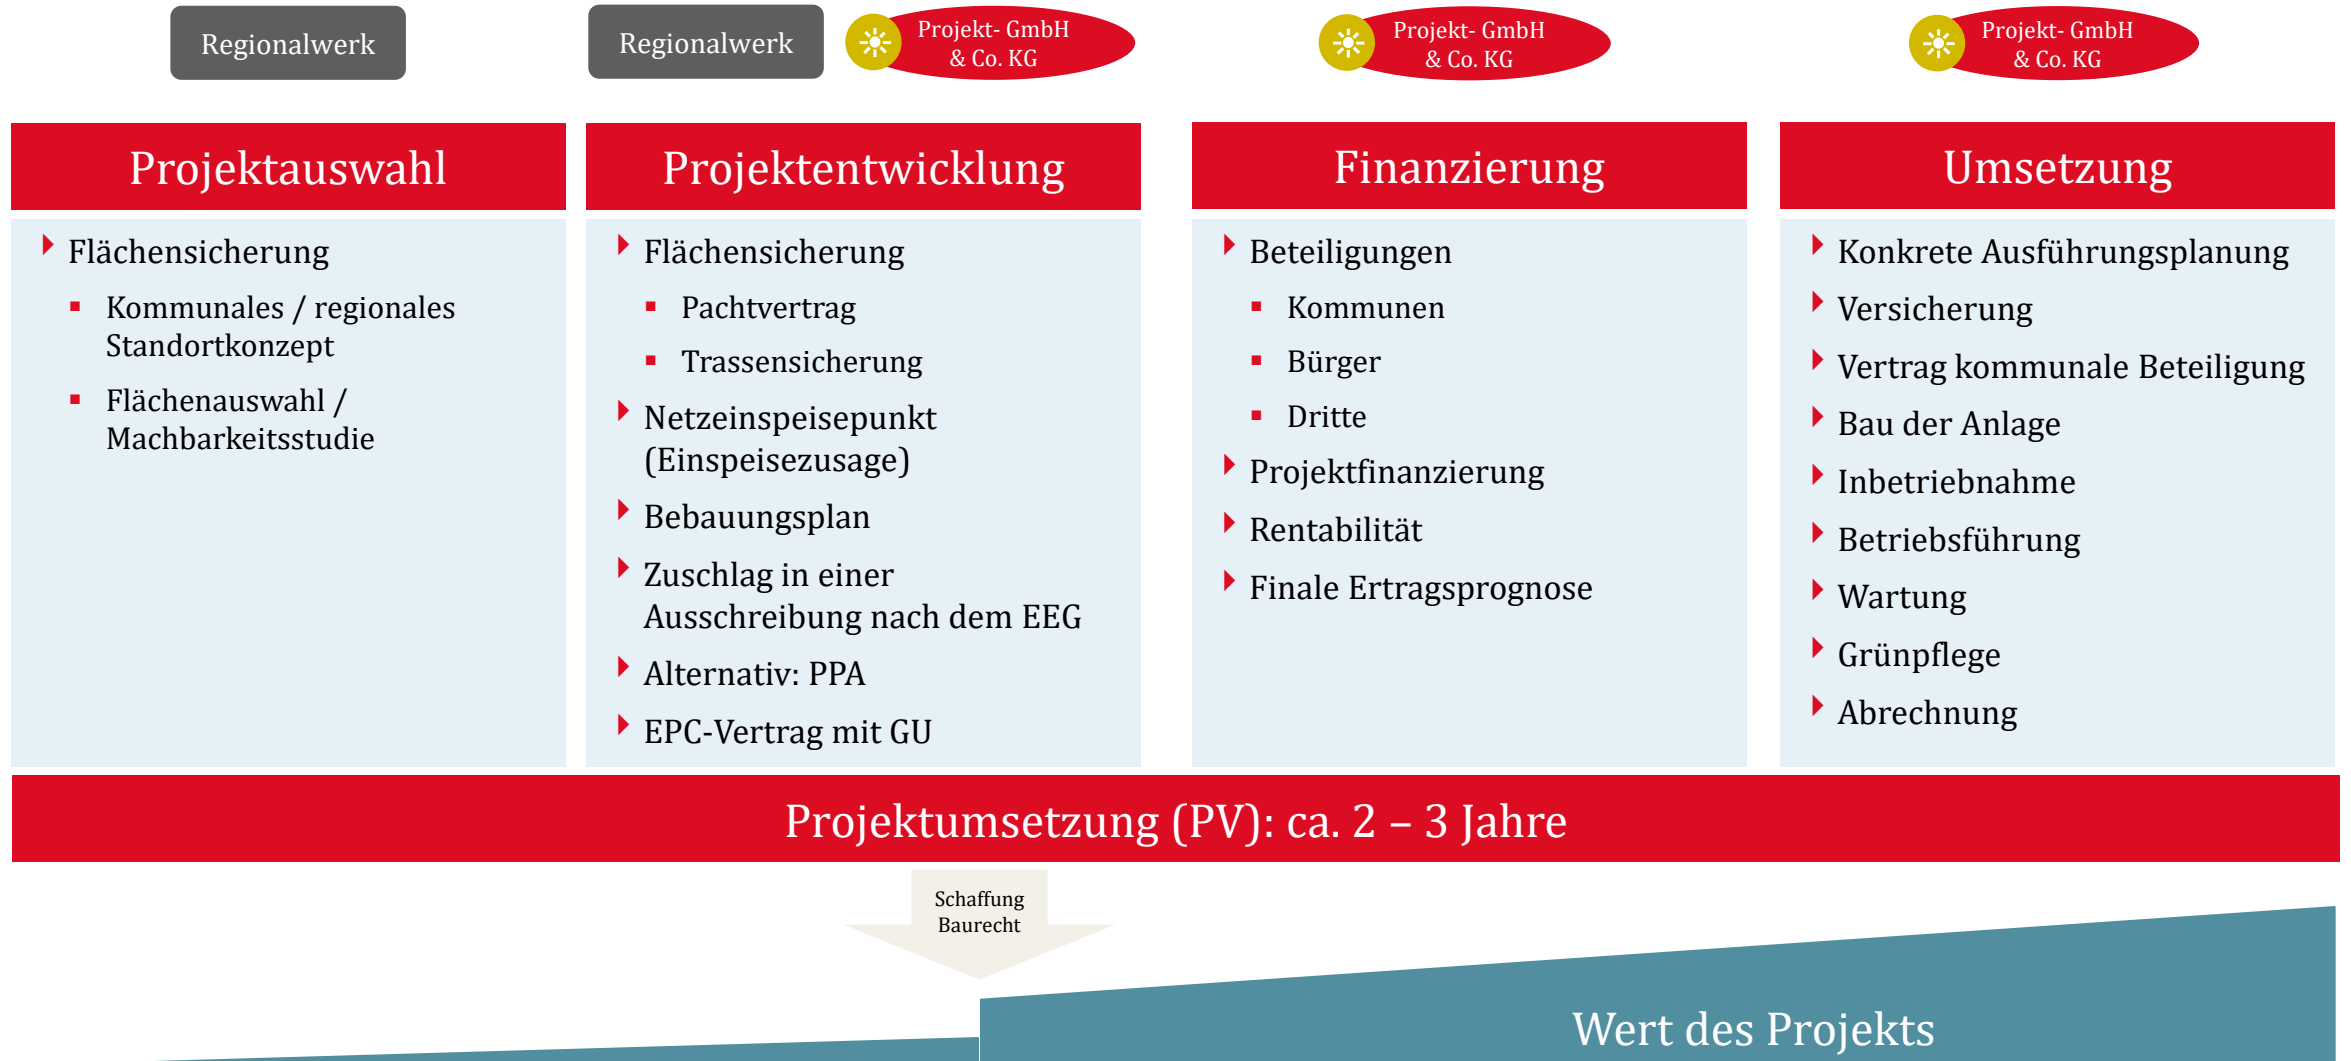 Regionalwerk
Regionalwerk
Projekt- GmbH
& Co. KG
Projekt- GmbH
& Co. KG
Projekt- GmbH
& Co. KG
Projektauswahl
Flächensicherung
Kommunales / regionales
Standortkonzept
Flächenauswahl /
Machbarkeitsstudie
Projektentwicklung
Flächensicherung
Pachtvertrag
Trassensicherung
Netzeinspeisepunkt
(Einspeisezusage)
Bebauungsplan
Zuschlag in einer
Ausschreibung nach dem EEG
Alternativ: PPA
EPC-Vertrag mit GU
Finanzierung
Beteiligungen
Kommunen
Bürger
Dritte
Projektfinanzierung
Rentabilität
Finale Ertragsprognose
Umsetzung
Konkrete Ausführungsplanung
Versicherung
Vertrag kommunale Beteiligung
Bau der Anlage
Inbetriebnahme
Betriebsführung
Wartung
Grünpflege
Abrechnung
Projektumsetzung (PV): ca. 2 – 3 Jahre
Schaffung
Baurecht
Wert des Projekts